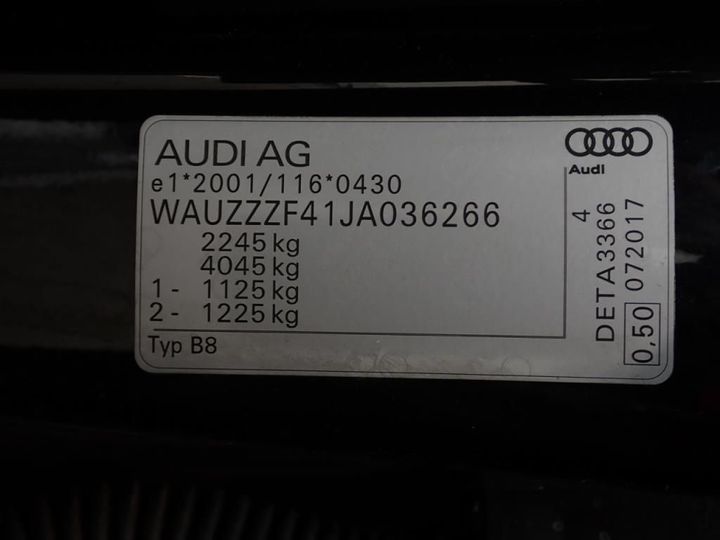 AUDI AG
Audi
e1*2001/116*0430
WAUZZZF41JA036266
2245 kg
4045 kg
1 - 1125 kg
2 - 1225 kg
Typ B8
4
DETA3366
0,50 072017